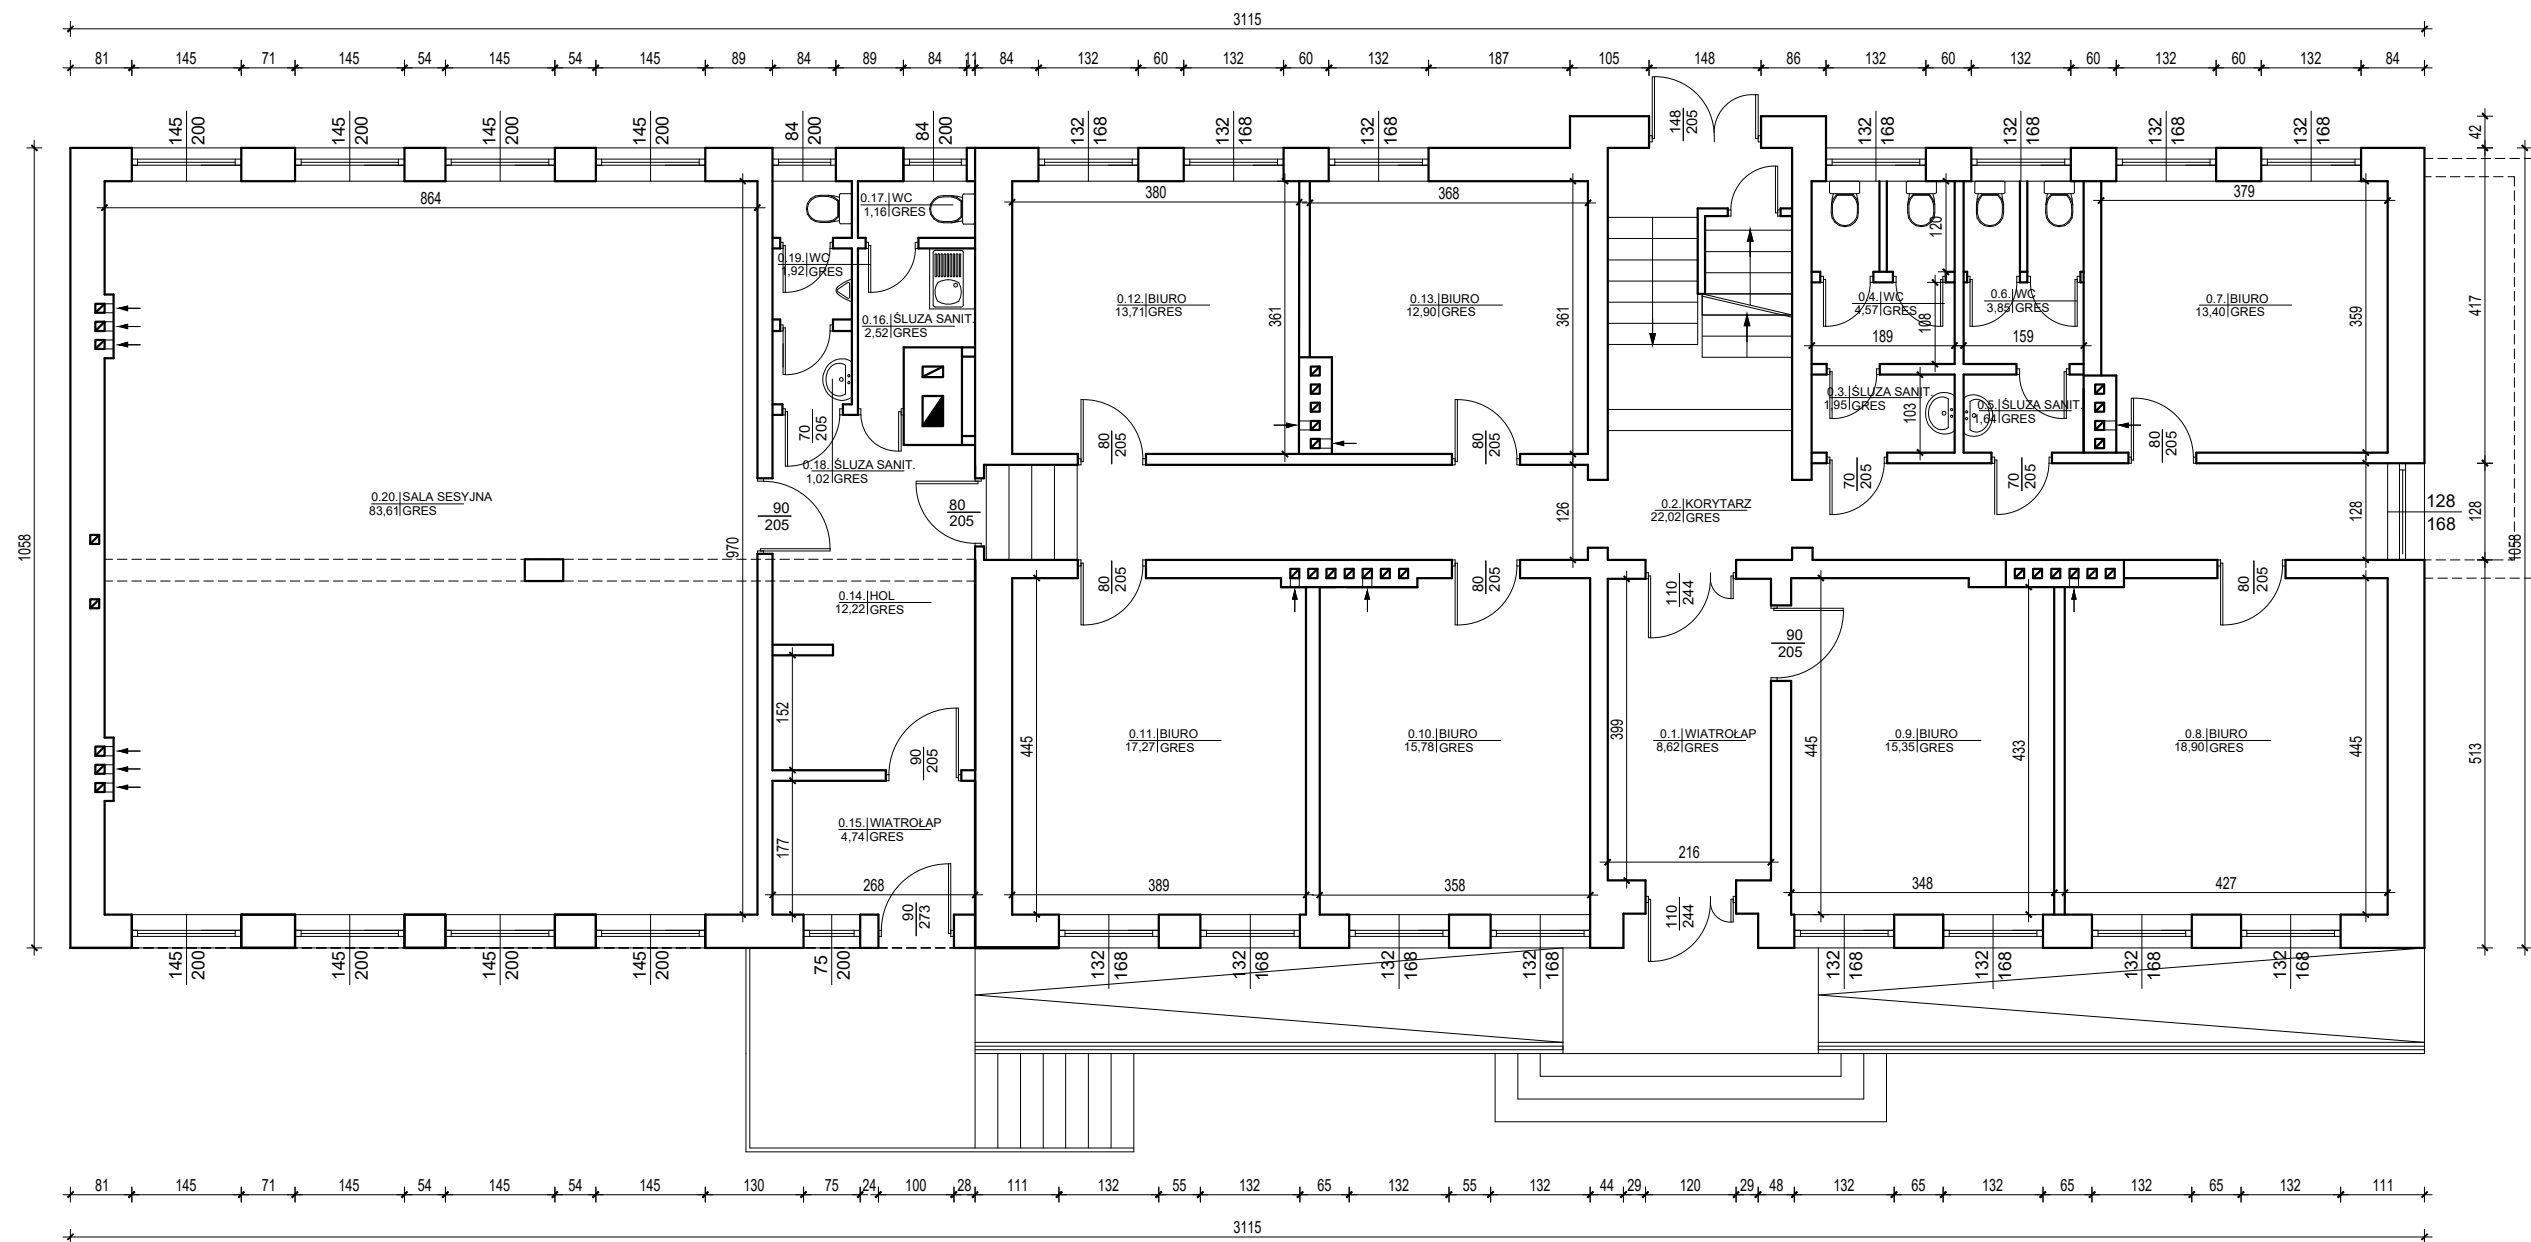 3115
81 145 71 145 54 145 54 145 89 84 89 84 11 84 132 60 132 60 132 187 105 148 86 132 60 132 60 132 60 132 84
145 145 145 145 84 84 132 132 132 148 132 132 132 132
200 200 200 200 200 200 168 168 168 205 168 168 168 168
42
864
0.17. WC
1,16 GRES
380
368
379
120
0.19. WC
1,92 GRES
0.12. BIURO
13,71 GRES
0.13. BIURO
12,90 GRES
0.4. WC
4,57 GRES
0.6. WC
3,85 GRES
0.7. BIURO
13,40 GRES
0.16. ŚLUZA SANIT.
2,52 GRES
361
361
108
359
417
189
159
0.3. ŚLUZA SANIT.
1,95 GRES
103
0.5. ŚLUZA SANIT.
1,64 GRES
70
205
80
205
80
205
80
205
0.18. ŚLUZA SANIT.
1,02 GRES
70
205
70
205
0.20. SALA SESYJNA
83,61 GRES
90
205
80
205
126
0.2. KORYTARZ
22,02 GRES
128
128
168
128
1058
970
1058
80
205
80
205
110
244
80
205
0.14. HOL
12,22 GRES
90
205
152
90
205
445
0.11. BIURO
17,27 GRES
0.10. BIURO
15,78 GRES
399
0.1. WIATROŁAP
8,62 GRES
445
0.9. BIURO
15,35 GRES
433
0.8. BIURO
18,90 GRES
445
513
0.15. WIATROŁAP
4,74 GRES
177
268
389
358
216
348
427
90
273
110
244
145 145 145 145 75 132 132 132 132 132 132 132 132
200 200 200 200 200 168 168 168 168 168 168 168 168
81 145 71 145 54 145 54 145 130 75 24 100 28 111 132 55 132 65 132 55 132 44 29 120 29 48 132 65 132 65 132 65 132 111
3115